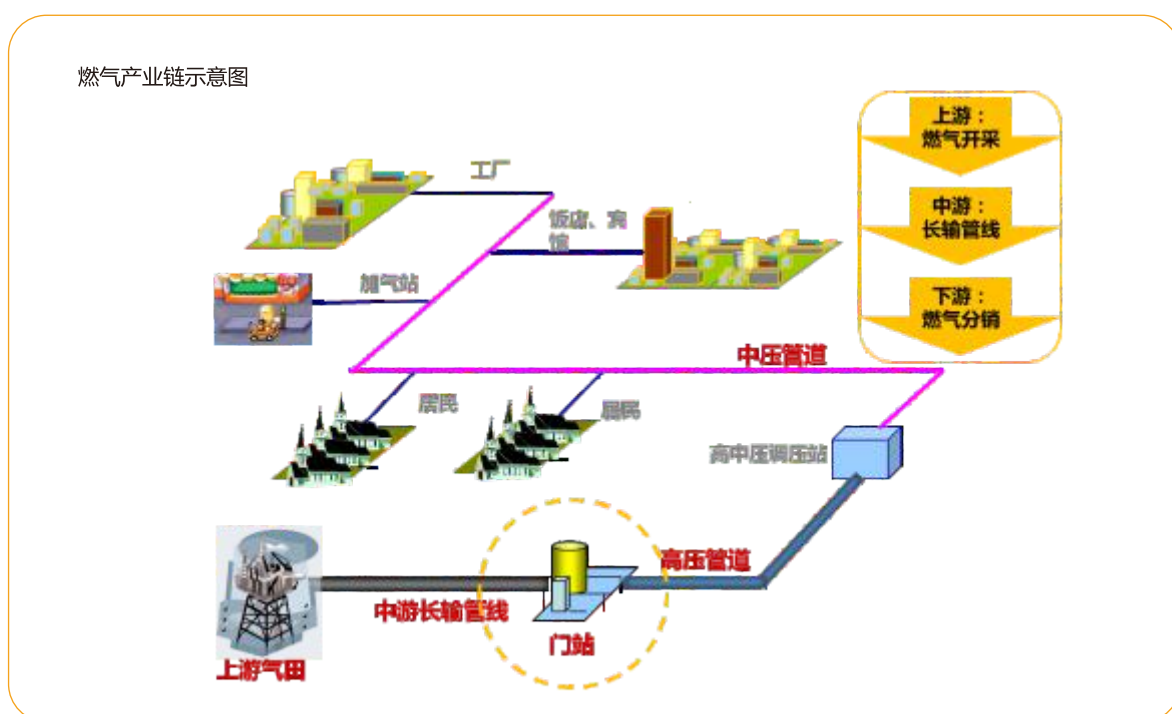 燃气产业链示意图
上游：
燃气开采
中游：
长输管线
下游：
燃气分销
工厂
饭店、宾
馆
加气站
中压管道
居民
居民
高中压调压站
高压管道
中游长输管线
门站
上游气田